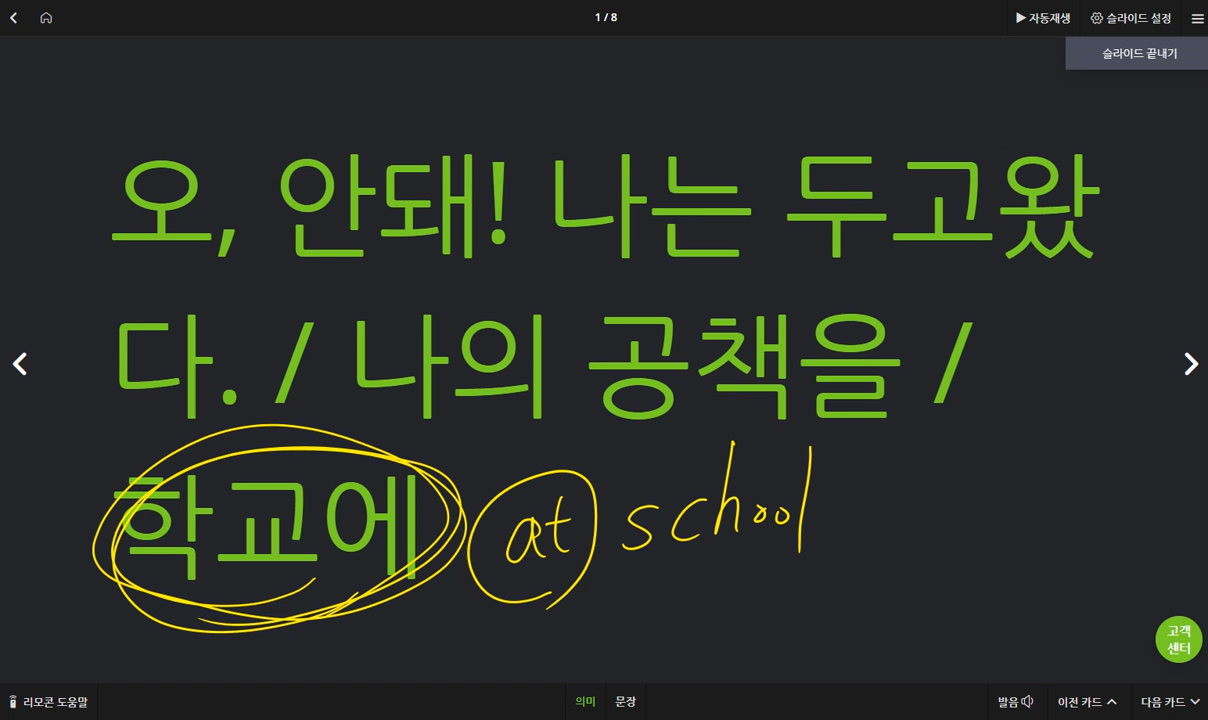 1 / 8
자동재생
슬라이드 설정
슬라이드 끝내기
오, 안돼! 나는 두고왔
다. / 나의 공책을 /
학교에 at school
고객
센터
리모콘 도움말
의미
문장
발음
이전 카드
다음 카드